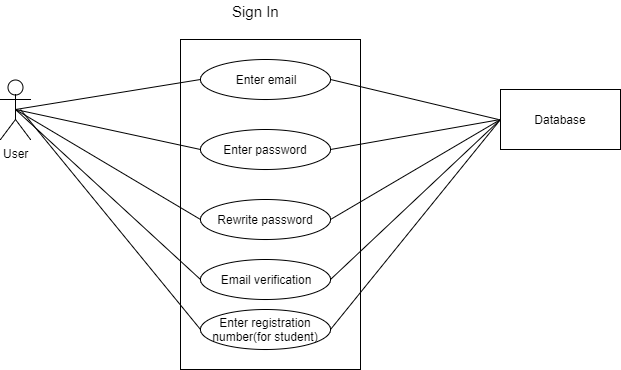 Sign In
Enter email
Enter password
Rewrite password
Email verification
Enter registration
number(for student)
User
Database